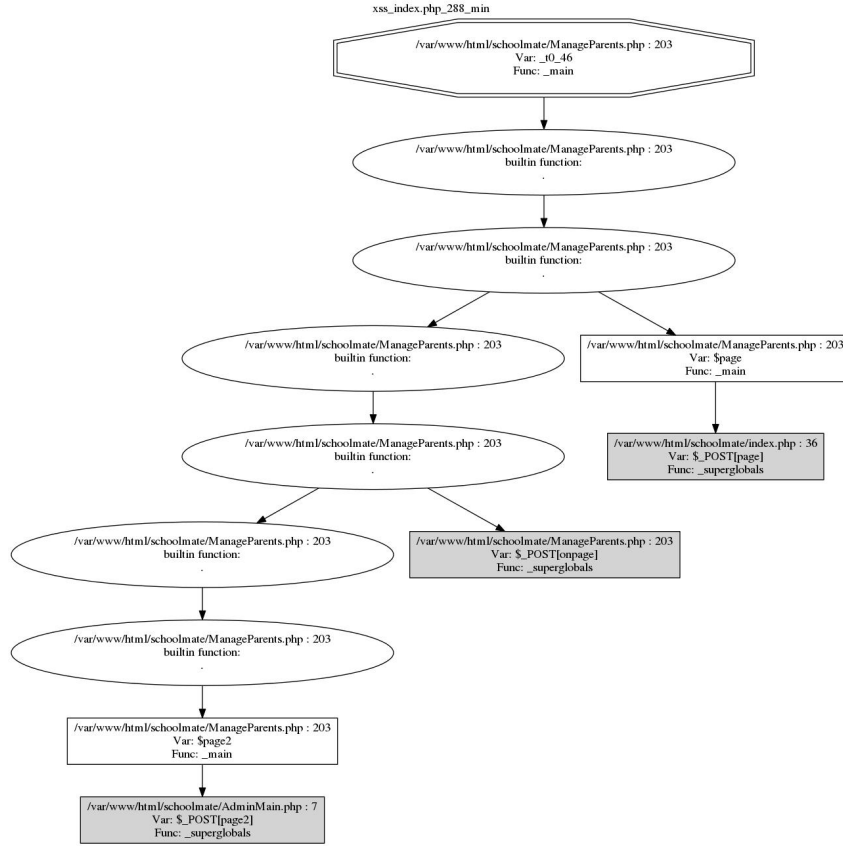 xss_index.php_288_min
/var/www/html/schoolmate/ManageParents.php : 203
Var: _t0_46
Func: _main
/var/www/html/schoolmate/ManageParents.php : 203
builtin function:
.
/var/www/html/schoolmate/ManageParents.php : 203
builtin function:
.
/var/www/html/schoolmate/ManageParents.php : 203
builtin function:
.
/var/www/html/schoolmate/ManageParents.php : 203
Var: $page
Func: _main
/var/www/html/schoolmate/ManageParents.php : 203
builtin function:
.
/var/www/html/schoolmate/index.php : 36
Var: $_POST[page]
Func: _superglobals
/var/www/html/schoolmate/ManageParents.php : 203
builtin function:
.
/var/www/html/schoolmate/ManageParents.php : 203
Var: $_POST[onpage]
Func: _superglobals
/var/www/html/schoolmate/ManageParents.php : 203
builtin function:
.
/var/www/html/schoolmate/ManageParents.php : 203
Var: $page2
Func: _main
/var/www/html/schoolmate/AdminMain.php : 7
Var: $_POST[page2]
Func: _superglobals